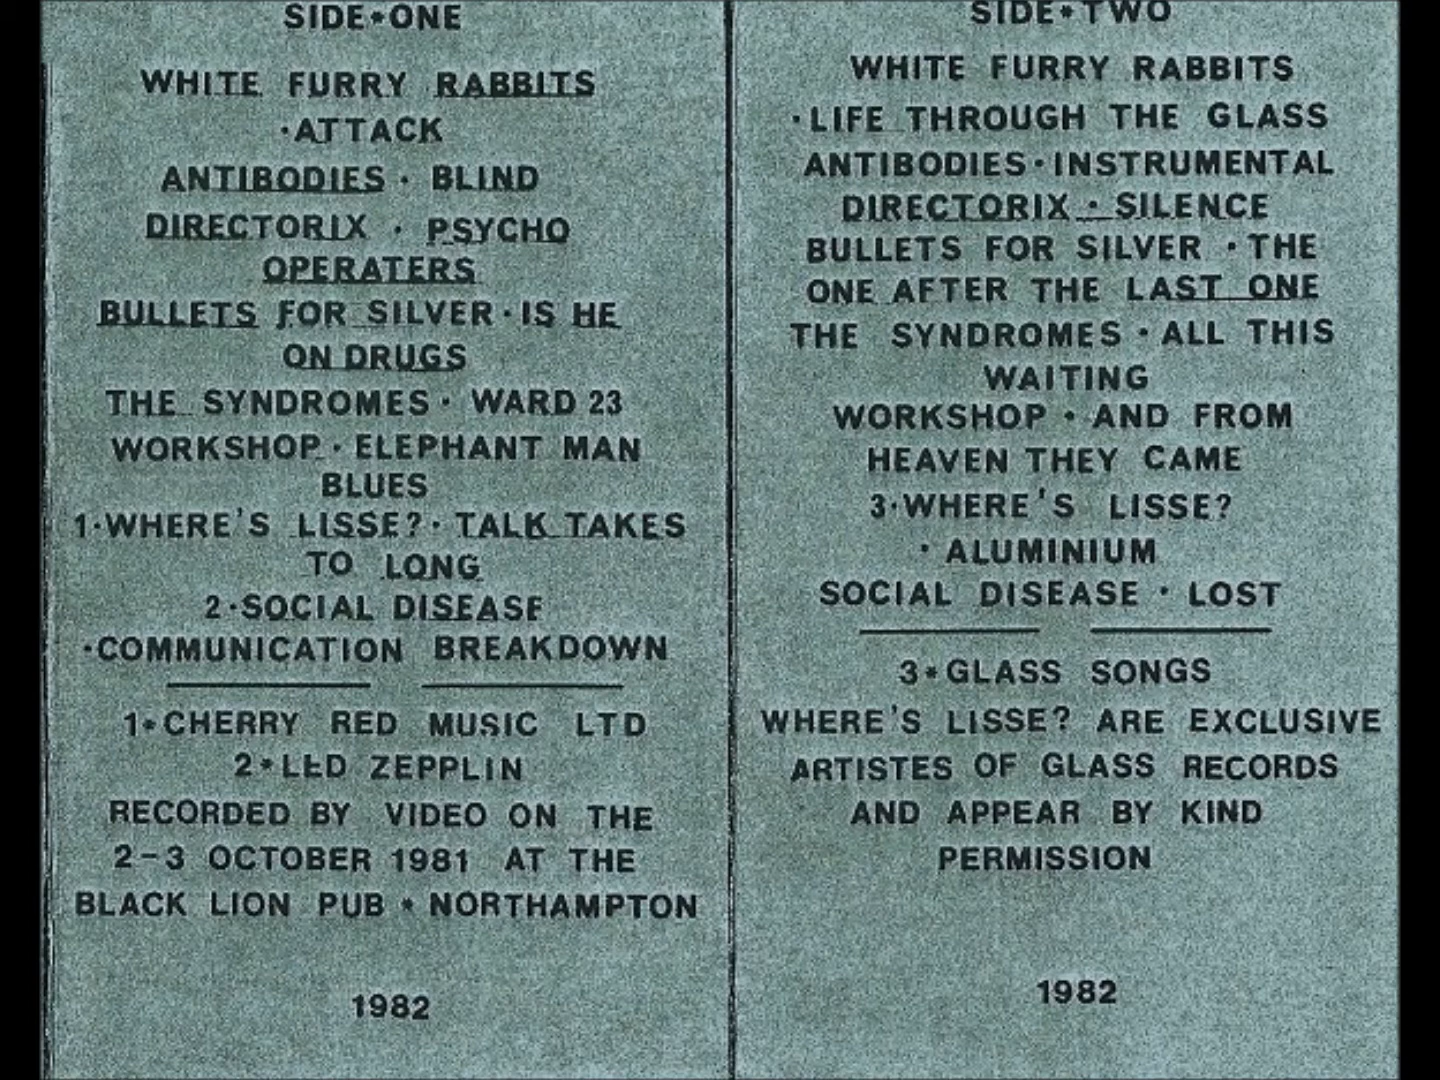 SIDE*ONE
WHITE FURRY RABBITS
·ATTACK
ANTIBODIES · BLIND
DIRECTORIX · PSYCHO
OPERATERS
BULLETS FOR SILVER · IS HE
ON DRUGS
THE SYNDROMES · WARD 23
WORKSHOP · ELEPHANT MAN
BLUES
1·WHERE'S LISSE? · TALK TAKES
TO LONG
2·SOCIAL DISEASE
·COMMUNICATION BREAKDOWN
1*CHERRY RED MUSIC LTD
2*LED ZEPPLIN
RECORDED BY VIDEO ON THE
2-3 OCTOBER 1981 AT THE
BLACK LION PUB * NORTHAMPTON
1982
SIDE*TWO
WHITE FURRY RABBITS
·LIFE THROUGH THE GLASS
ANTIBODIES · INSTRUMENTAL
DIRECTORIX · SILENCE
BULLETS FOR SILVER · THE
ONE AFTER THE LAST ONE
THE SYNDROMES · ALL THIS
WAITING
WORKSHOP · AND FROM
HEAVEN THEY CAME
3·WHERE'S LISSE?
· ALUMINIUM
SOCIAL DISEASE · LOST
3*GLASS SONGS
WHERE'S LISSE? ARE EXCLUSIVE
ARTISTES OF GLASS RECORDS
AND APPEAR BY KIND
PERMISSION
1982